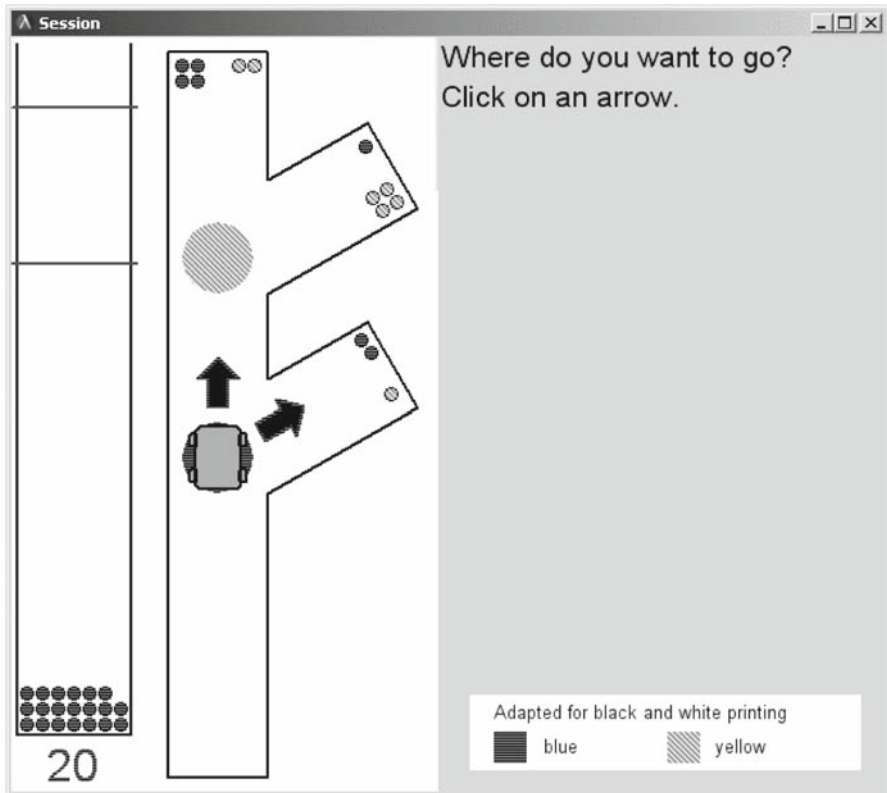 Session
Where do you want to go?
Click on an arrow.
20
Adapted for black and white printing
blue yellow